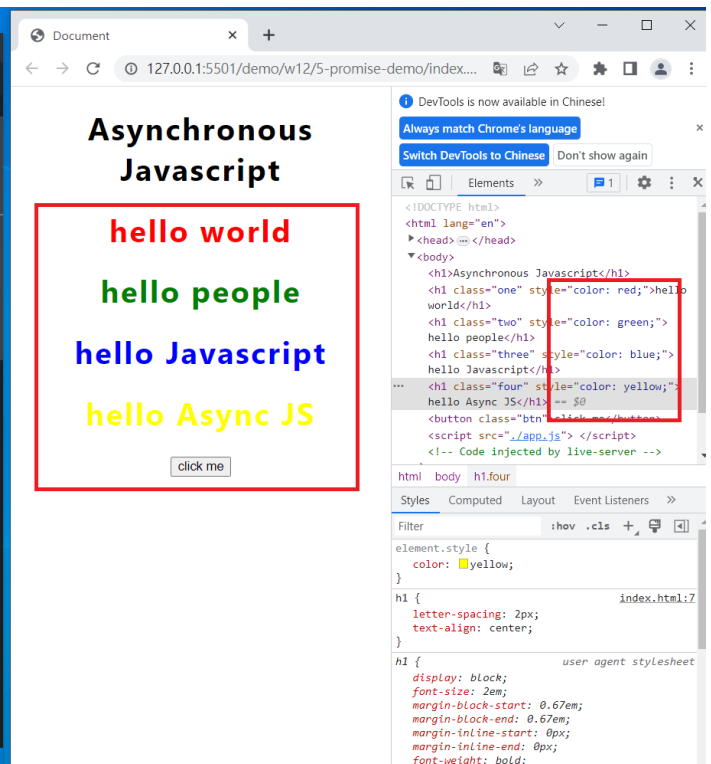 Document
127.0.0.1:5501/demo/w12/5-promise-demo/index....
Asynchronous
Javascript
hello world
hello people
hello Javascript
hello Async JS
click me
DevTools is now available in Chinese!
Always match Chrome's language
Switch DevTools to Chinese
Don't show again
Elements
1
<!DOCTYPE html>
<html lang="en">
<head> </head>
<body>
<h1>Asynchronous Javascript</h1>
<h1 class="one" style="color: red;">hello
world</h1>
<h1 class="two" style="color: green;">
hello people</h1>
<h1 class="three" style="color: blue;">
hello Javascript</h1>
<h1 class="four" style="color: yellow;">
hello Async JS</h1> == $0
<button class="btn">click me</button>
<script src="./app.js"> </script>
<!-- Code injected by live-server -->
html body h1.four
Styles Computed Layout Event Listeners
Filter :hov .cls
element.style {
color: yellow;
}
h1 { index.html:7
letter-spacing: 2px;
text-align: center;
}
h1 { user agent stylesheet
display: block;
font-size: 2em;
margin-block-start: 0.67em;
margin-block-end: 0.67em;
margin-inline-start: 0px;
margin-inline-end: 0px;
font-weight: bold;